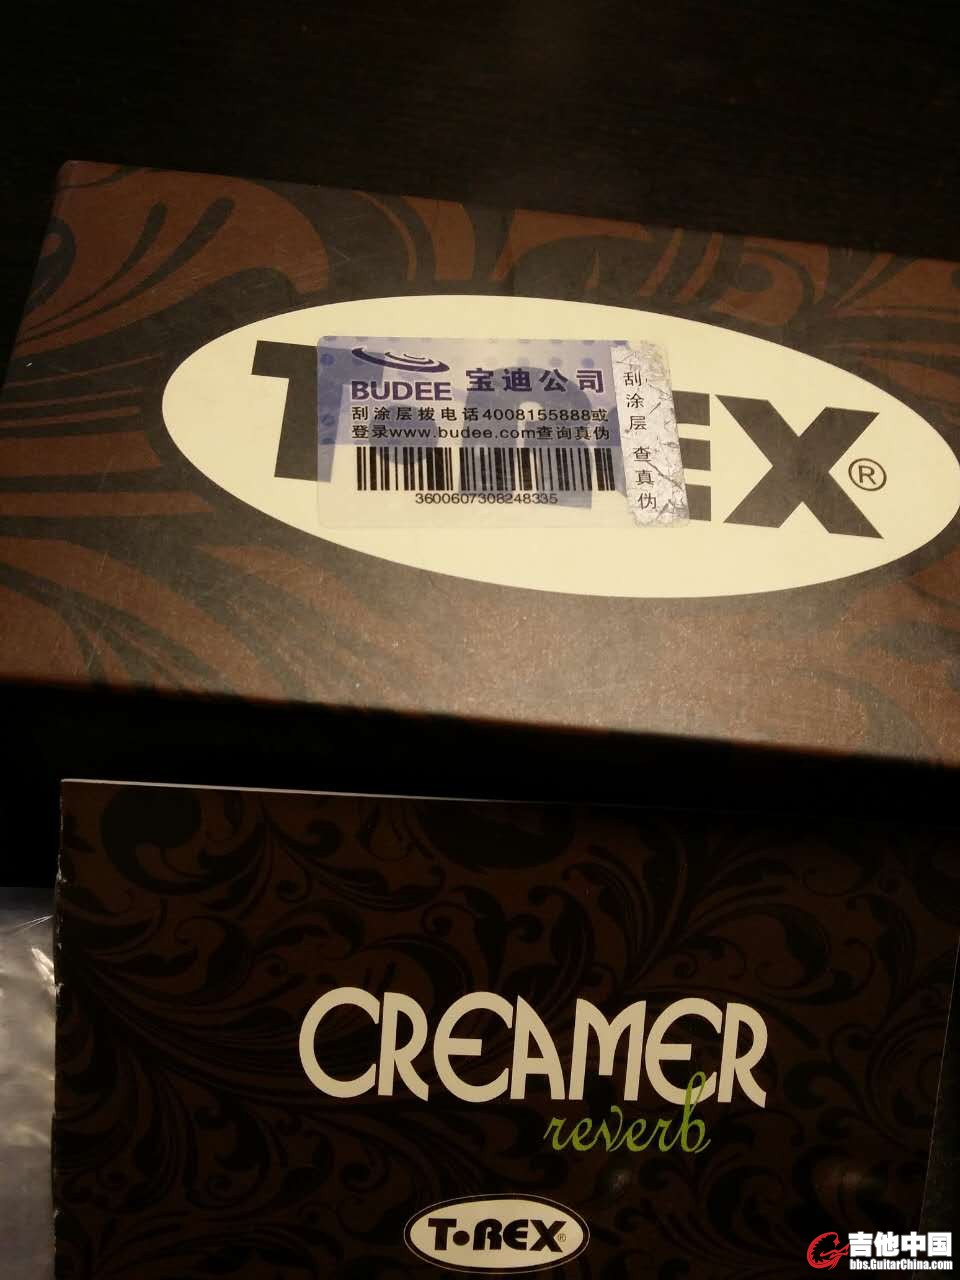 T-REX®
BUDEE 宝迪公司
刮涂层拨电话4008155888或
登录www.budee.com查询真伪
3600607308248335
刮涂层 查真伪
CREAMER
reverb
T·REX®
吉他中国
bbs.GuitarChina.com